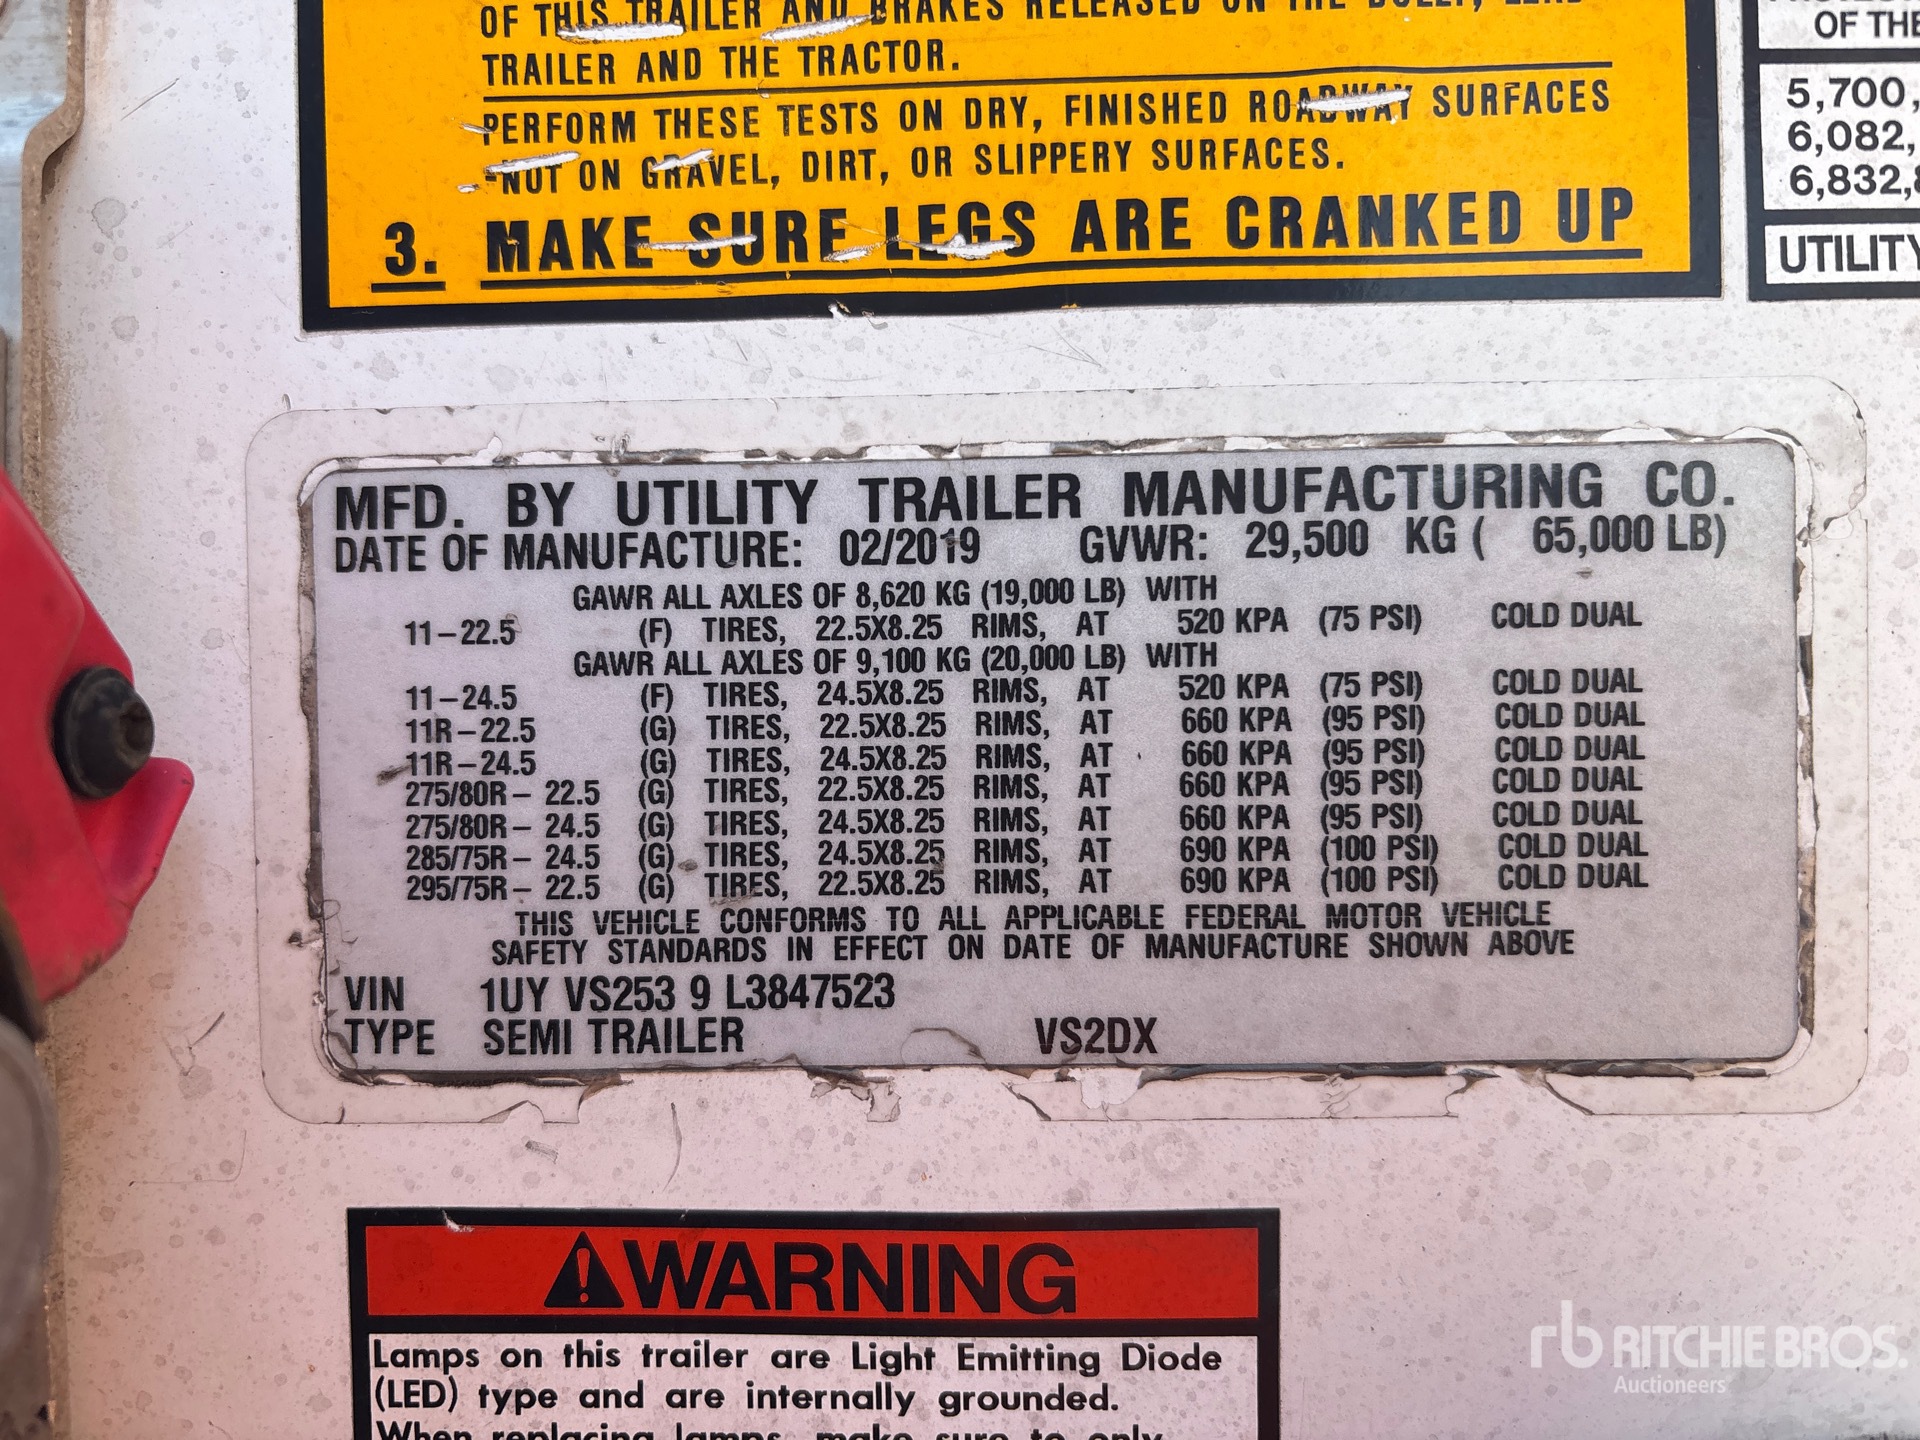 OF THIS TRAILER AND BRAKES RELEASED ON THE DOLLY, LEAD
TRAILER AND THE TRACTOR.
PERFORM THESE TESTS ON DRY, FINISHED ROADWAY SURFACES
-NOT ON GRAVEL, DIRT, OR SLIPPERY SURFACES.
3. MAKE SURE LEGS ARE CRANKED UP
OF THE
5,700,
6,082,
6,832,8
UTILITY
MFD. BY UTILITY TRAILER MANUFACTURING CO.
DATE OF MANUFACTURE: 02/2019 GVWR: 29,500 KG ( 65,000 LB)
GAWR ALL AXLES OF 8,620 KG (19,000 LB) WITH
11-22.5 (F) TIRES, 22.5X8.25 RIMS, AT 520 KPA (75 PSI) COLD DUAL
GAWR ALL AXLES OF 9,100 KG (20,000 LB) WITH
11-24.5 (F) TIRES, 24.5X8.25 RIMS, AT 520 KPA (75 PSI) COLD DUAL
11R-22.5 (G) TIRES, 22.5X8.25 RIMS, AT 660 KPA (95 PSI) COLD DUAL
11R-24.5 (G) TIRES, 24.5X8.25 RIMS, AT 660 KPA (95 PSI) COLD DUAL
275/80R- 22.5 (G) TIRES, 22.5X8.25 RIMS, AT 660 KPA (95 PSI) COLD DUAL
275/80R- 24.5 (G) TIRES, 24.5X8.25 RIMS, AT 660 KPA (95 PSI) COLD DUAL
285/75R- 24.5 (G) TIRES, 24.5X8.25 RIMS, AT 690 KPA (100 PSI) COLD DUAL
295/75R- 22.5 (G) TIRES, 22.5X8.25 RIMS, AT 690 KPA (100 PSI) COLD DUAL
THIS VEHICLE CONFORMS TO ALL APPLICABLE FEDERAL MOTOR VEHICLE
SAFETY STANDARDS IN EFFECT ON DATE OF MANUFACTURE SHOWN ABOVE
VIN 1UY VS253 9 L3847523
TYPE SEMI TRAILER VS2DX
WARNING
Lamps on this trailer are Light Emitting Diode
(LED) type and are internally grounded.
When replacing lamps, make sure to only
rb RITCHIE BROS.
Auctioneers